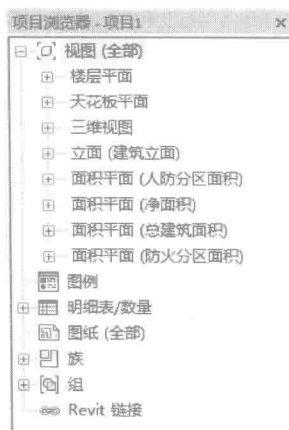 项目浏览器 - 项目1
视图 (全部)
楼层平面
天花板平面
三维视图
立面 (建筑立面)
面积平面 (人防分区面积)
面积平面 (净面积)
面积平面 (总建筑面积)
面积平面 (防火分区面积)
图例
明细表/数量
图纸 (全部)
族
组
Revit 链接